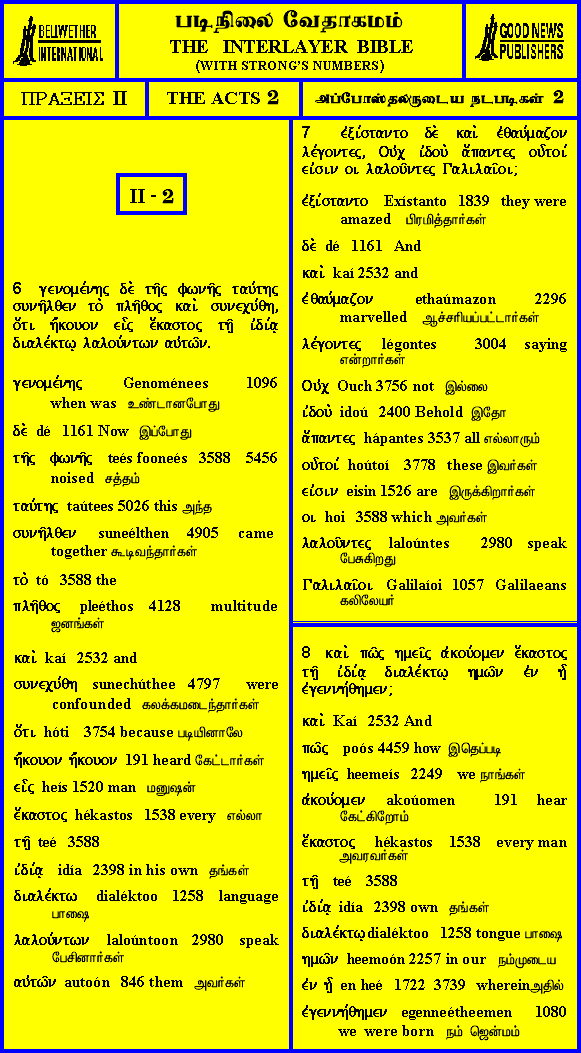 BELLWETHER
INTERNATIONAL
படிநிலை வேதாகமம்
THE INTERLAYER BIBLE
(WITH STRONG'S NUMBERS)
GOOD NEWS
PUBLISHERS
ΠΡΑΞΕΙΣ II
THE ACTS 2
அப்போஸ்தலருடைய நடபடிகள் 2
II - 2
6 γενομένης δὲ τῆς φωνῆς ταύτης
συνῆλθεν τὸ πλῆθος καὶ συνεχύθη,
ὅτι ἤκουον εἷς ἕκαστος τῇ ἰδίᾳ
διαλέκτῳ λαλούντων αὐτῶν.
γενομένης Genoménees 1096
when was உண்டானபோது
δὲ dé 1161 Now இப்போது
τῆς φωνῆς teés fooneés 3588 5456
noised சத்தம்
ταύτης taútees 5026 this அந்த
συνῆλθεν suneélthen 4905 came
together கூடிவந்தார்கள்
τὸ tó 3588 the
πλῆθος pleéthos 4128 multitude
ஜனங்கள்
καὶ kaí 2532 and
συνεχύθη sunechúthee 4797 were
confounded கலக்கமடைந்தார்கள்
ὅτι hóti 3754 because படியினாலே
ἤκουον ἤκουον 191 heard கேட்டார்கள்
εἷς heís 1520 man மனுஷன்
ἕκαστος hékastos 1538 every எல்லா
τῇ teé 3588
ἰδίᾳ idía 2398 in his own தங்கள்
διαλέκτω dialéktoo 1258 language
பாஷை
λαλούντων laloúntoon 2980 speak
பேசினார்கள்
αὐτῶν autoón 846 them அவர்கள்
7 ἐξίσταντο δὲ καὶ ἐθαύμαζον
λέγοντες, Οὐχ ἰδοὺ ἅπαντες οὗτοί
εἰσιν οι λαλοῦντες Γαλιλαῖοι;
ἐξίσταντο Exístanto 1839 they were
amazed பிரமித்தார்கள்
δὲ dé 1161 And
καὶ kaí 2532 and
ἐθαύμαζον ethaúmazon 2296
marvelled ஆச்சரியப்பட்டார்கள்
λέγοντες légontes 3004 saying
என்றார்கள்
Οὐχ Ouch 3756 not இல்லை
ἰδοὺ idoú 2400 Behold இதோ
ἅπαντες hápantes 3537 all எல்லாரும்
οὗτοί hoútoí 3778 these இவர்கள்
εἰσιν eisin 1526 are இருக்கிறார்கள்
οι hoi 3588 which அவர்கள்
λαλοῦντες laloúntes 2980 speak
பேசுகிறது
Γαλιλαῖοι Galilaíoi 1057 Galilaeans
கலிலேயர்
8 καὶ πῶς ημεῖς ἀκούομεν ἕκαστος
τῇ ἰδίᾳ διαλέκτῳ ημῶν ἐν ᾗ
ἐγεννήθημεν;
καὶ Kaí 2532 And
πῶς poós 4459 how இதெப்படி
ημεῖς heemeís 2249 we நாங்கள்
ἀκούομεν akoúomen 191 hear
கேட்கிறோம்
ἕκαστος hékastos 1538 every man
அவரவர்கள்
τῇ teé 3588
ἰδίᾳ idía 2398 own தங்கள்
διαλέκτῳ dialéktoo 1258 tongue பாஷை
ημῶν heemoón 2257 in our நம்முடைய
ἐν ᾗ en heé 1722 3739 wherein அதில்
ἐγεννήθημεν egenneétheemen 1080
we were born நம் ஜென்மம்